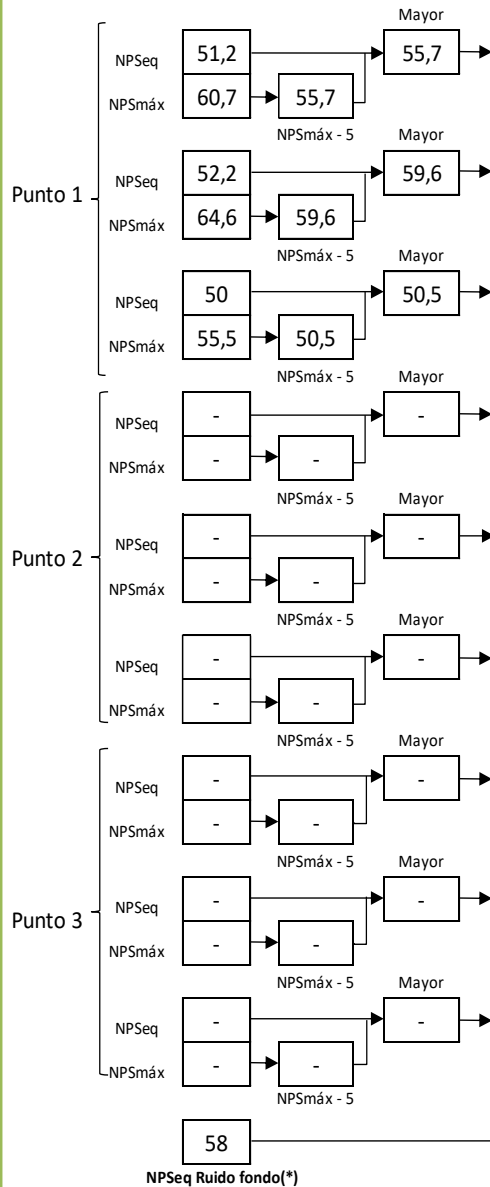 Mayor
NPSeq 51,2 55,7
NPSmáx 60,7 55,7
NPSmáx - 5 Mayor
Punto 1 NPSeq 52,2 59,6
NPSmáx 64,6 59,6
NPSmáx - 5 Mayor
NPSeq 50 50,5
NPSmáx 55,5 50,5
NPSmáx - 5 Mayor
NPSeq - -
NPSmáx - -
NPSmáx - 5 Mayor
Punto 2 NPSeq - -
NPSmáx - -
NPSmáx - 5 Mayor
NPSeq - -
NPSmáx - -
NPSmáx - 5 Mayor
NPSeq - -
NPSmáx - -
NPSmáx - 5 Mayor
Punto 3 NPSeq - -
NPSmáx - -
NPSmáx - 5 Mayor
NPSeq - -
NPSmáx - -
NPSmáx - 5
58
NPSeq Ruido fondo(*)